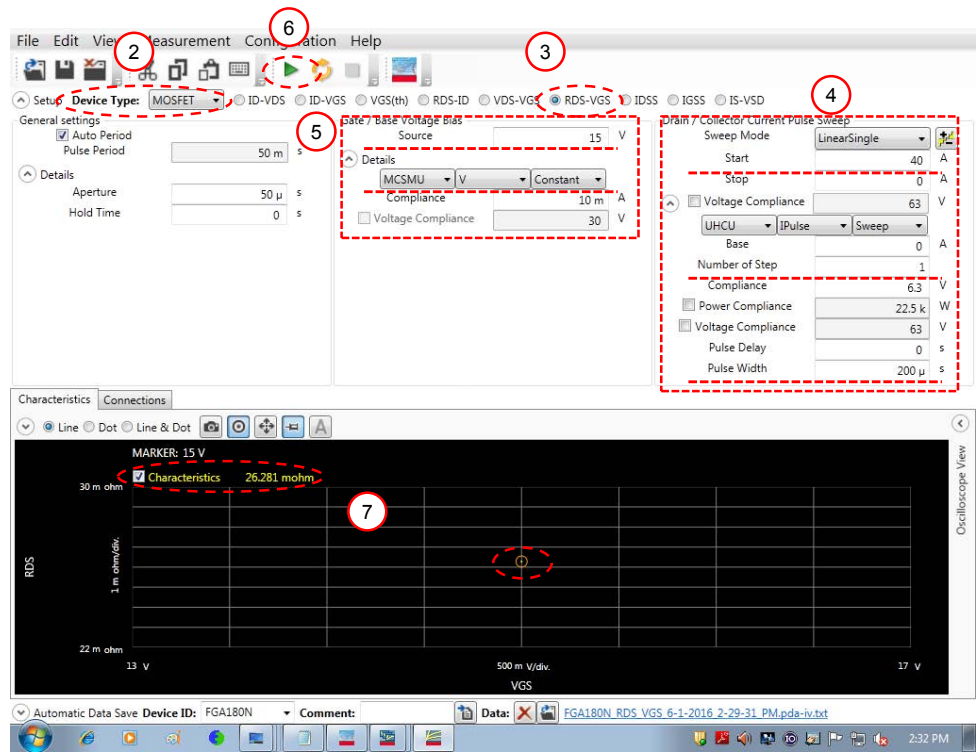 6
File Edit View Measurement Configuration Help
2
3
Setup Device Type: MOSFET ID-VDS ID-VGS VGS(th) RDS-ID VDS-VGS RDS-VGS IDSS IGSS IS-VSD
4
General settings
Auto Period
Pulse Period 50 m s
Details
Aperture 50 µ s
Hold Time 0 s
5
Gate / Base Voltage Bias
Source 15 V
Details
MCSMU V Constant
Compliance 10 m A
Voltage Compliance 30 V
Drain / Collector Current Pulse Sweep
Sweep Mode LinearSingle
Start 40 A
Stop 0 A
Voltage Compliance 63 V
UHCU IPulse Sweep
Base 0 A
Number of Step 1
Compliance 6.3 V
Power Compliance 22.5 k W
Voltage Compliance 63 V
Pulse Delay 0 s
Pulse Width 200 µ s
Characteristics Connections
Line Dot Line & Dot A
Oscilloscope View
MARKER: 15 V
Characteristics 26.281 mohm
30 m ohm
7
RDS
1 m ohm/div.
22 m ohm
13 V 500 m V/div. 17 V
VGS
Automatic Data Save Device ID: FGA180N Comment: Data: FGA180N_RDS_VGS_6-1-2016_2-29-31_PM.pda-iv.txt
2:32 PM